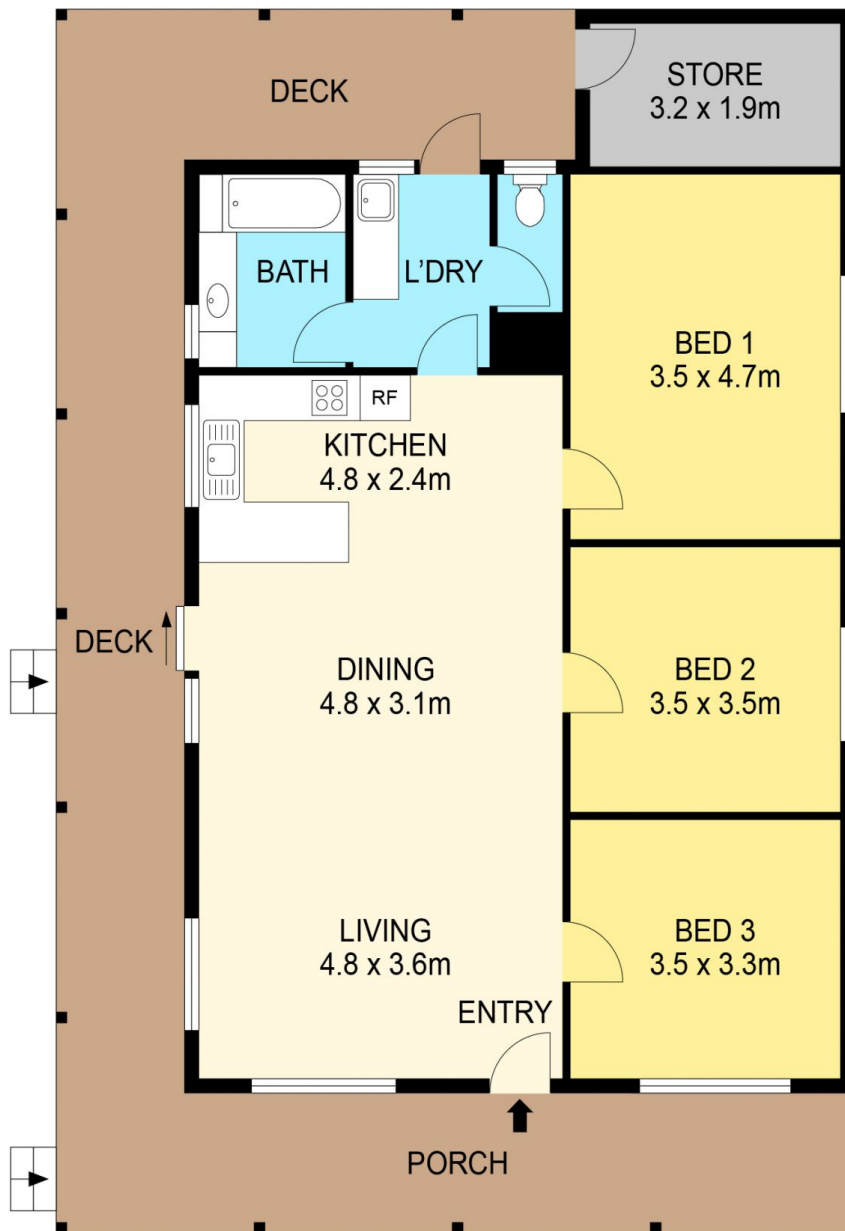 DECK
STORE
3.2 x 1.9m
BATH
L'DRY
BED 1
3.5 x 4.7m
RF
KITCHEN
4.8 x 2.4m
DECK
DINING
4.8 x 3.1m
BED 2
3.5 x 3.5m
LIVING
4.8 x 3.6m
BED 3
3.5 x 3.3m
ENTRY
PORCH